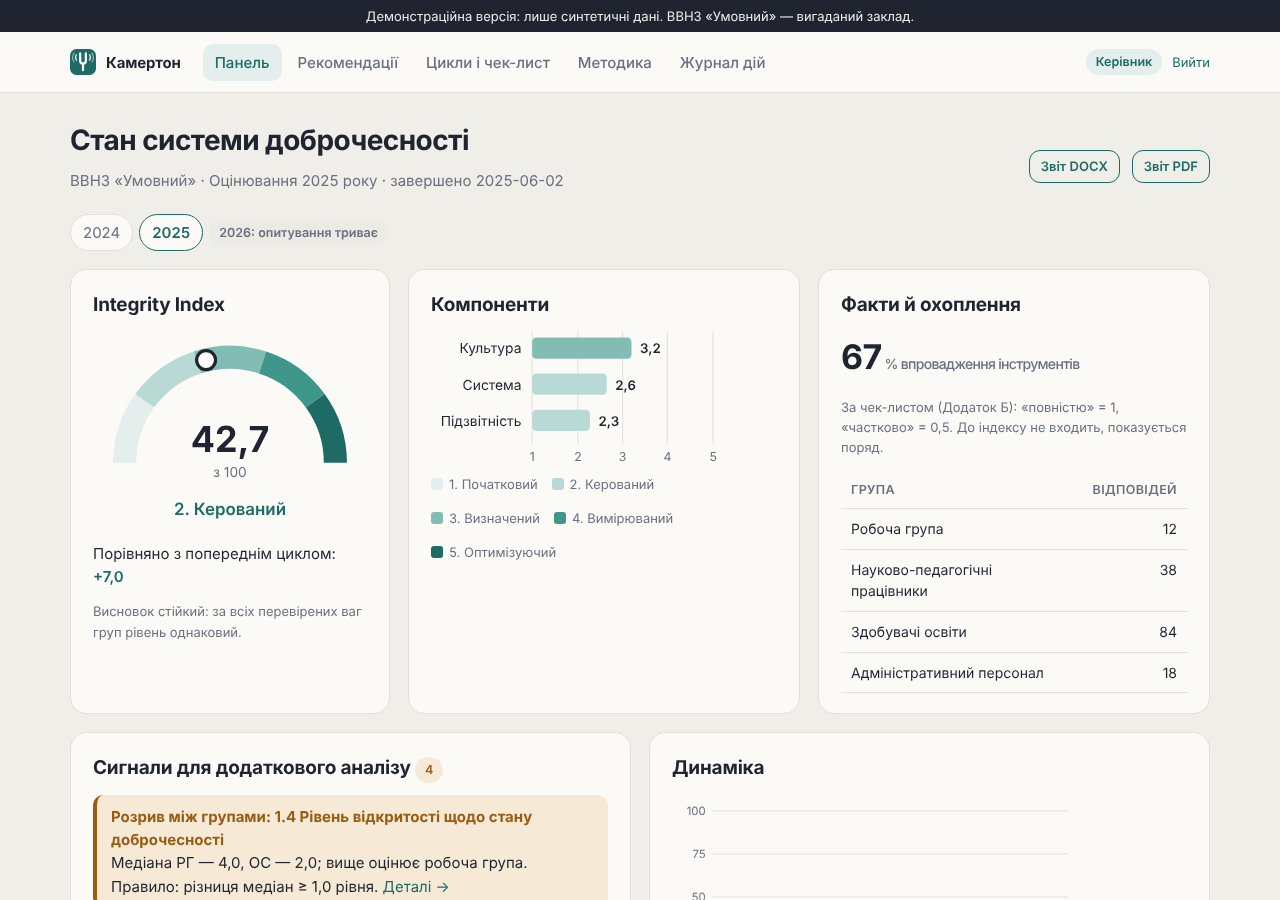 Демонстраційна версія: лише синтетичні дані. ВВНЗ «Умовний» — вигаданий заклад.
Камертон
Панель
Рекомендації
Цикли і чек-лист
Методика
Журнал дій
Керівник
Вийти
Стан системи доброчесності
ВВНЗ «Умовний» · Оцінювання 2025 року · завершено 2025-06-02
Звіт DOCX
Звіт PDF
2024
2025
2026: опитування триває
Integrity Index
42,7
з 100
2. Керований
Порівняно з попереднім циклом:
+7,0
Висновок стійкий: за всіх перевірених ваг
груп рівень однаковий.
Компоненти
Культура 3,2
Система 2,6
Підзвітність 2,3
1 2 3 4 5
1. Початковий 2. Керований
3. Визначений 4. Вимірюваний
5. Оптимізуючий
Факти й охоплення
67 % впровадження інструментів
За чек-листом (Додаток Б): «повністю» = 1,
«частково» = 0,5. До індексу не входить, показується
поряд.
ГРУПА ВІДПОВІДЕЙ
Робоча група 12
Науково-педагогічні 38
працівники
Здобувачі освіти 84
Адміністративний персонал 18
Сигнали для додаткового аналізу 4
Розрив між групами: 1.4 Рівень відкритості щодо стану
доброчесності
Медіана РГ — 4,0, ОС — 2,0; вище оцінює робоча група.
Правило: різниця медіан ≥ 1,0 рівня. Деталі →
Динаміка
100
75
50